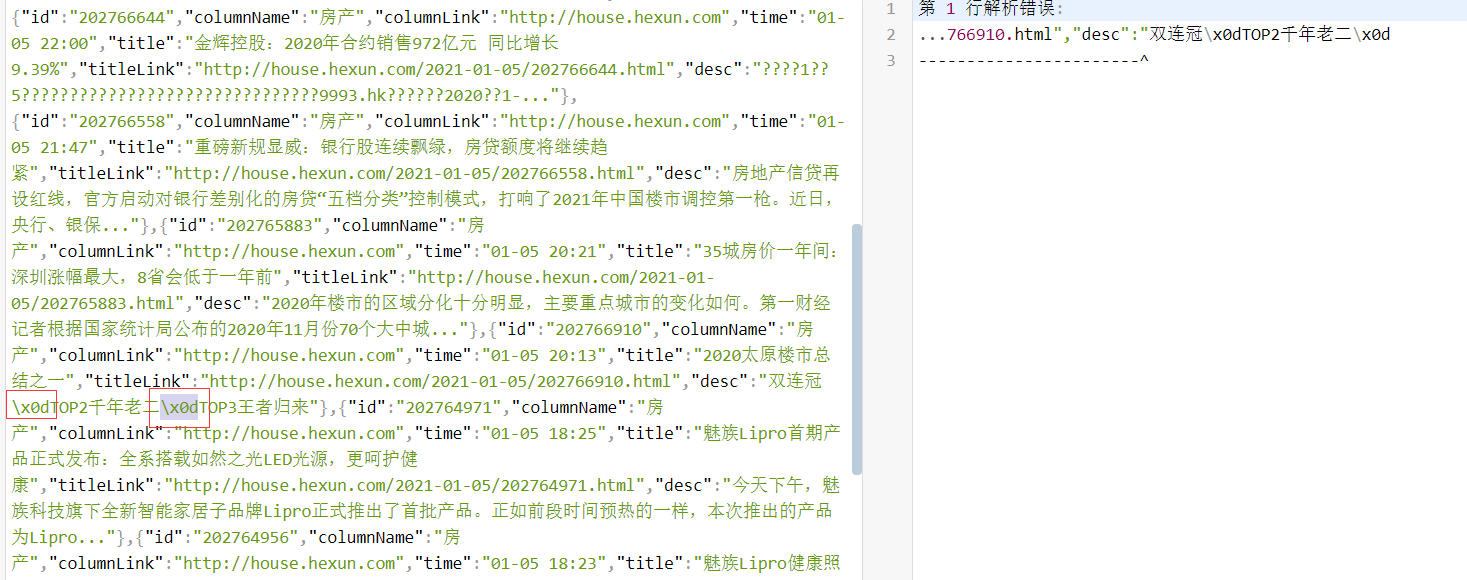 {"id":"202766644","columnName":"房产","columnLink":"http://house.hexun.com","time":"01-
05 22:00","title":"金辉控股：2020年合约销售972亿元 同比增长
9.39%","titleLink":"http://house.hexun.com/2021-01-05/202766644.html","desc":"????1??
5???????????????????????????????9993.hk??????2020??1-..."},
{"id":"202766558","columnName":"房产","columnLink":"http://house.hexun.com","time":"01-
05 21:47","title":"重磅新规显威：银行股连续飘绿，房贷额度将继续趋
紧","titleLink":"http://house.hexun.com/2021-01-05/202766558.html","desc":"房地产信贷再
设红线，官方启动对银行差别化的房贷“五档分类”控制模式，打响了2021年中国楼市调控第一枪。近日，
央行、银保..."},{"id":"202765883","columnName":"房
产","columnLink":"http://house.hexun.com","time":"01-05 20:21","title":"35城房价一年间：
深圳涨幅最大，8省会低于一年前","titleLink":"http://house.hexun.com/2021-01-
05/202765883.html","desc":"2020年楼市的区域分化十分明显，主要重点城市的变化如何。第一财经
记者根据国家统计局公布的2020年11月份70个大中城..."},{"id":"202766910","columnName":"房
产","columnLink":"http://house.hexun.com","time":"01-05 20:13","title":"2020太原楼市总
结之一","titleLink":"http://house.hexun.com/2021-01-05/202766910.html","desc":"双连冠
\x0dTOP2千年老二\x0dTOP3王者归来"},{"id":"202764971","columnName":"房
产","columnLink":"http://house.hexun.com","time":"01-05 18:25","title":"魅族Lipro首期产
品正式发布：全系搭载如然之光LED光源，更呵护健
康","titleLink":"http://house.hexun.com/2021-01-05/202764971.html","desc":"今天下午，魅
族科技旗下全新智能家居子品牌Lipro正式推出了首批产品。正如前段时间预热的一样，本次推出的产品
为Lipro..."},{"id":"202764956","columnName":"房
产","columnLink":"http://house.hexun.com","time":"01-05 18:23","title":"魅族Lipro健康照
1 第 1 行解析错误:
2 ...766910.html","desc":"双连冠\x0dTOP2千年老二\x0d
3 -----------------------^